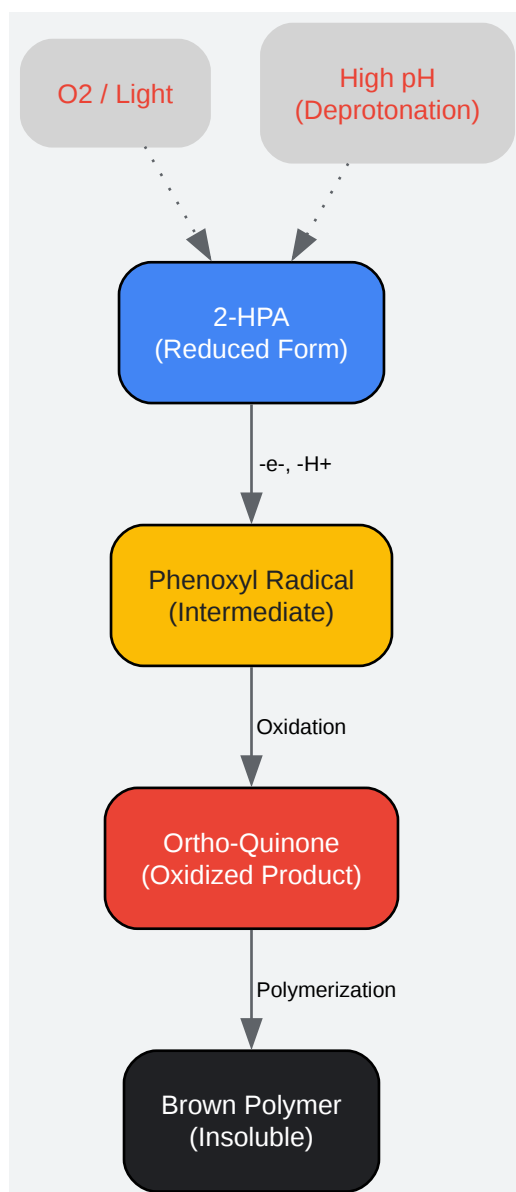 O2 / Light
High pH
(Deprotonation)
2-HPA
(Reduced Form)
-e-, -H+
Phenoxyl Radical
(Intermediate)
Oxidation
Ortho-Quinone
(Oxidized Product)
Polymerization
Brown Polymer
(Insoluble)